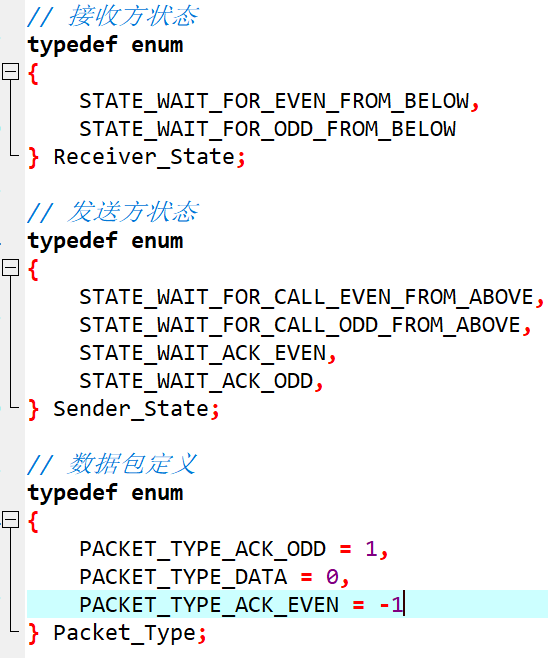 // 接收方状态
typedef enum
{
    STATE_WAIT_FOR_EVEN_FROM_BELOW,
    STATE_WAIT_FOR_ODD_FROM_BELOW
} Receiver_State;
// 发送方状态
typedef enum
{
    STATE_WAIT_FOR_CALL_EVEN_FROM_ABOVE,
    STATE_WAIT_FOR_CALL_ODD_FROM_ABOVE,
    STATE_WAIT_ACK_EVEN,
    STATE_WAIT_ACK_ODD,
} Sender_State;
// 数据包定义
typedef enum
{
    PACKET_TYPE_ACK_ODD = 1,
    PACKET_TYPE_DATA = 0,
    PACKET_TYPE_ACK_EVEN = -1
} Packet_Type;